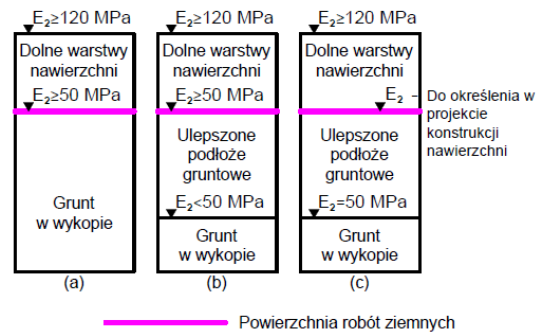 E₂≥120 MPa
Dolne warstwy
nawierzchni
E₂≥50 MPa
Grunt
w wykopie
(a)
E₂≥120 MPa
Dolne warstwy
nawierzchni
E₂≥50 MPa
Ulepszone
podłoże
gruntowe
E₂<50 MPa
Grunt
w wykopie
(b)
E₂≥120 MPa
Dolne warstwy
nawierzchni
E₂ - Do określenia w
projekcie
konstrukcji
nawierzchni
Ulepszone
podłoże
gruntowe
E₂=50 MPa
Grunt
w wykopie
(c)
Powierzchnia robót ziemnych